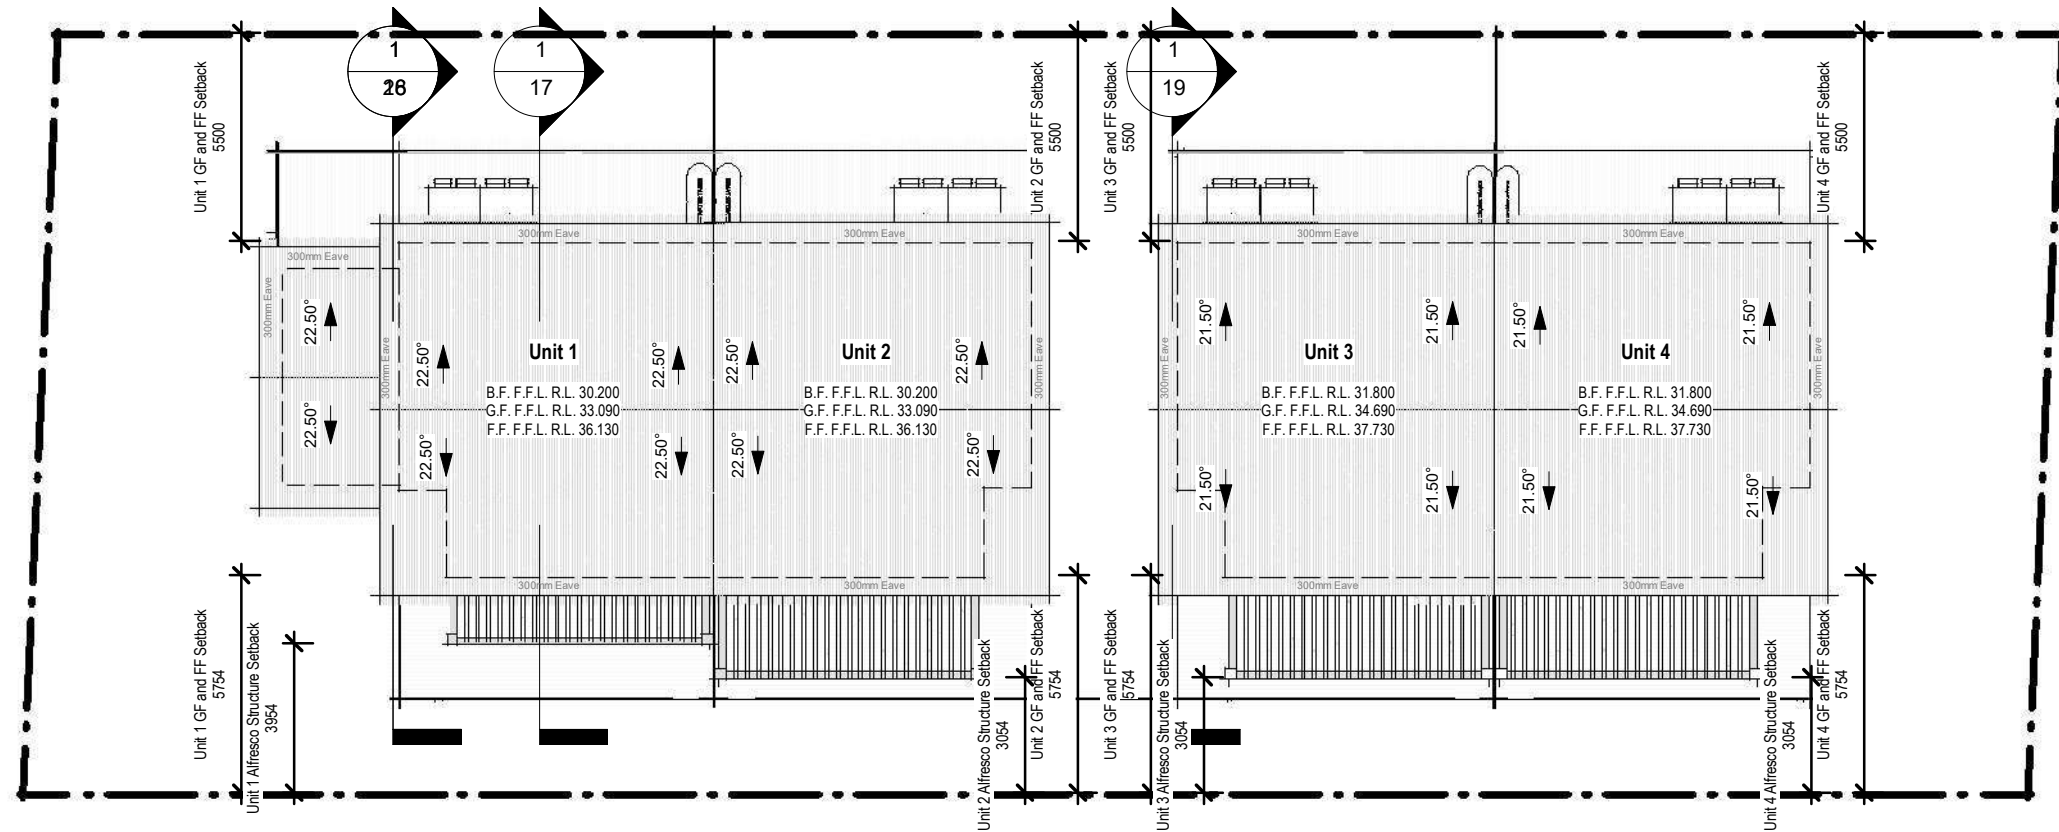 1
1
17
1
19
Unit 1 GF and FF Setback
5500
Unit 2 GF and FF Setback
5500
Unit 3 GF and FF Setback
5500
Unit 4 GF and FF Setback
5500
300mm Eave
300mm Eave
300mm Eave
300mm Eave
300mm Eave
300mm Eave
300mm Eave
300mm Eave
300mm Eave
300mm Eave
300mm Eave
22.50°
22.50°
22.50°
22.50°
22.50°
21.50°
21.50°
21.50°
21.50°
Unit 1
B.F. F.F.L. R.L. 30.200
G.F. F.F.L. R.L. 33.090
F.F. F.F.L. R.L. 36.130
Unit 2
B.F. F.F.L. R.L. 30.200
G.F. F.F.L. R.L. 33.090
F.F. F.F.L. R.L. 36.130
Unit 3
B.F. F.F.L. R.L. 31.800
G.F. F.F.L. R.L. 34.690
F.F. F.F.L. R.L. 37.730
Unit 4
B.F. F.F.L. R.L. 31.800
G.F. F.F.L. R.L. 34.690
F.F. F.F.L. R.L. 37.730
22.50°
22.50°
22.50°
22.50°
22.50°
21.50°
21.50°
21.50°
21.50°
300mm Eave
300mm Eave
300mm Eave
300mm Eave
Unit 1 GF and FF Setback
5754
Unit 1 Alfresco Structure Setback
3954
Unit 2 Alfresco Structure Setback
3054
Unit 2 GF and FF Setback
5754
Unit 3 GF and FF Setback
5754
Unit 3 Alfresco Structure Setback
3054
Unit 4 Alfresco Structure Setback
3054
Unit 4 GF and FF Setback
5754